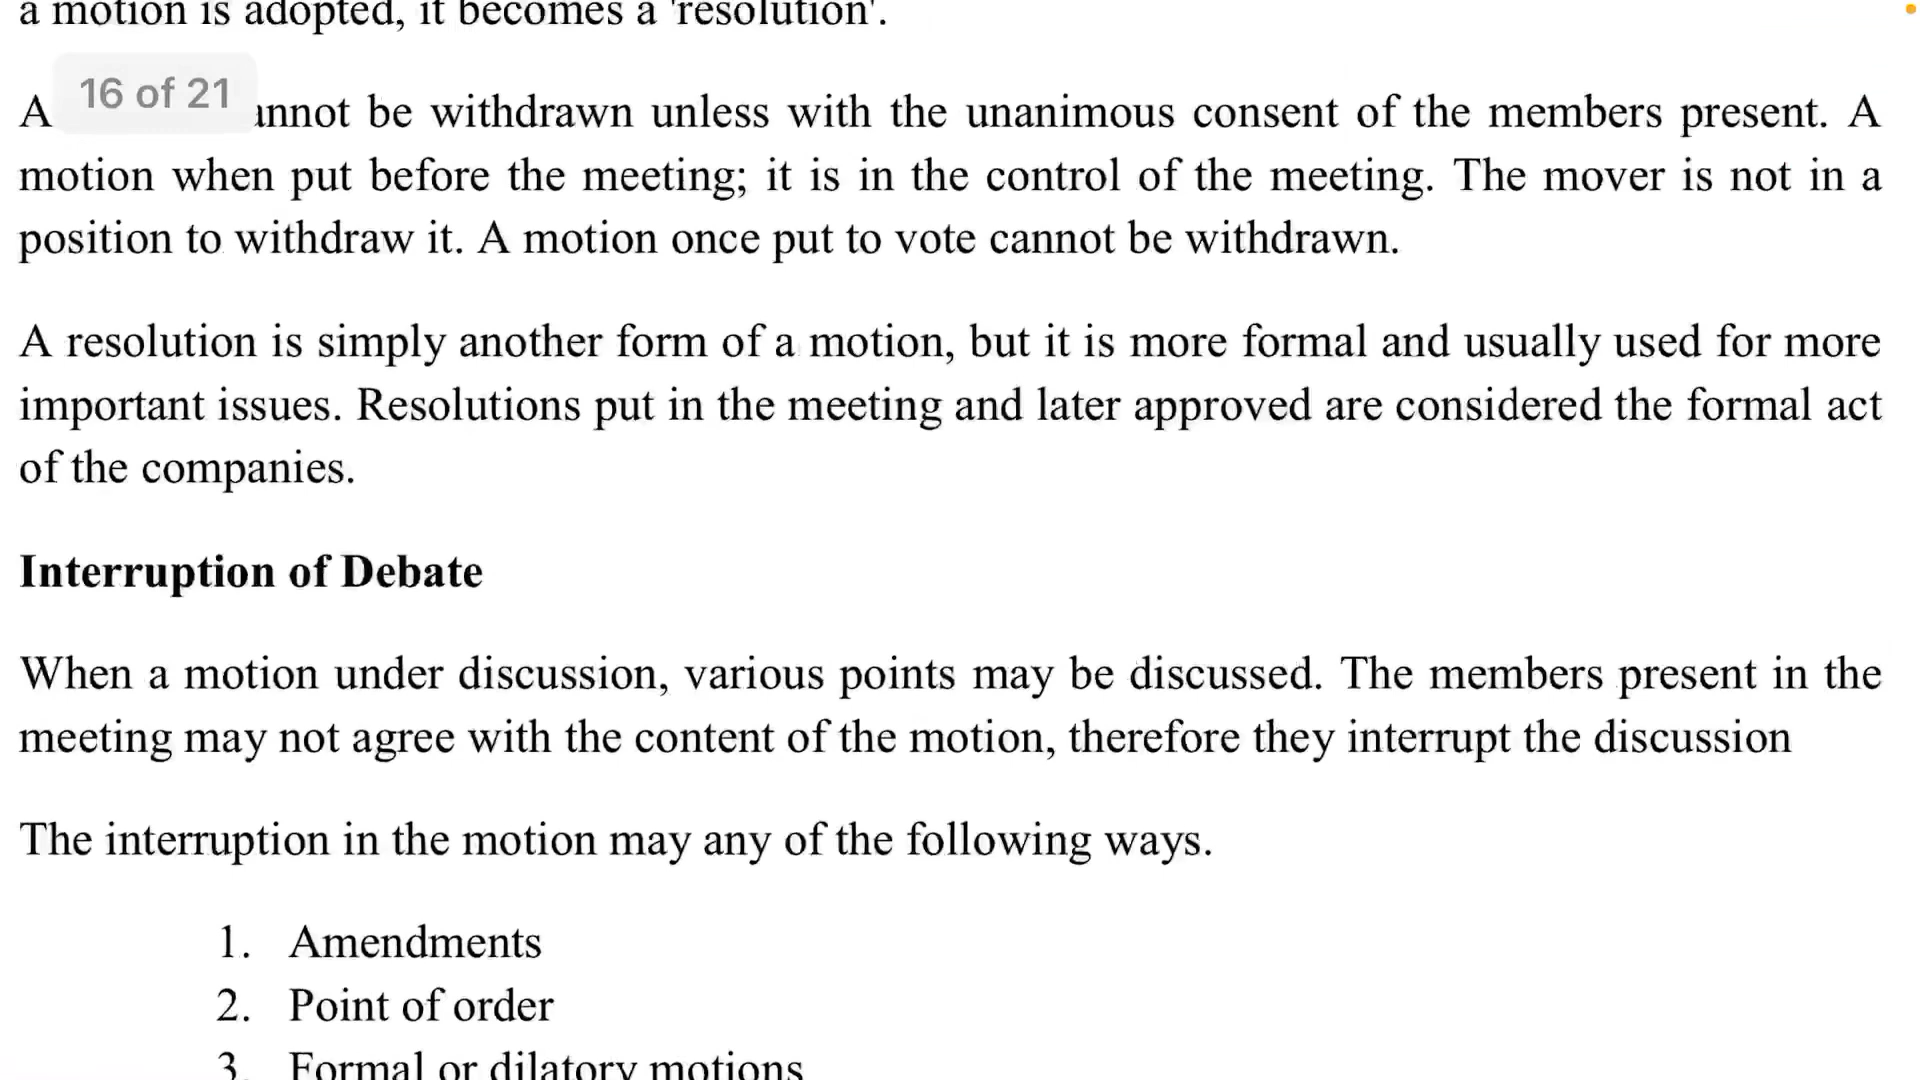 a motion is adopted, it becomes a 'resolution'.
16 of 21
A annot be withdrawn unless with the unanimous consent of the members present. A
motion when put before the meeting; it is in the control of the meeting. The mover is not in a
position to withdraw it. A motion once put to vote cannot be withdrawn.
A resolution is simply another form of a motion, but it is more formal and usually used for more
important issues. Resolutions put in the meeting and later approved are considered the formal act
of the companies.
Interruption of Debate
When a motion under discussion, various points may be discussed. The members present in the
meeting may not agree with the content of the motion, therefore they interrupt the discussion
The interruption in the motion may any of the following ways.
1. Amendments
2. Point of order
3. Formal or dilatory motions